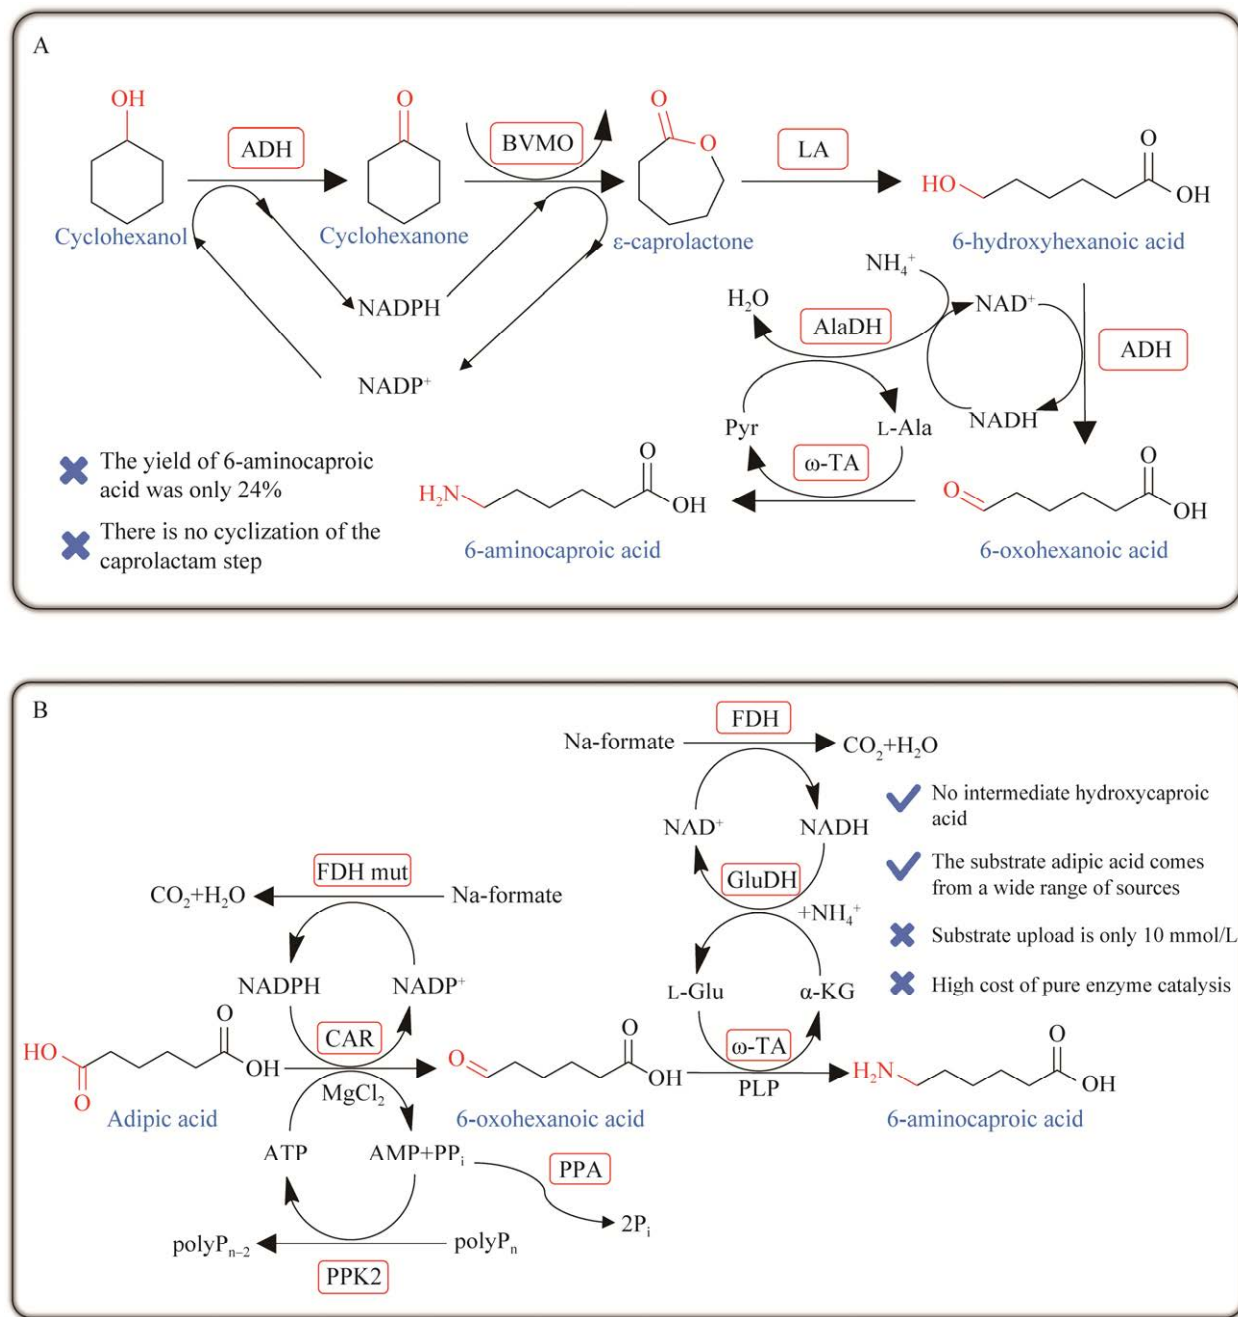 A
OH
O
O
O
ADH
BVMO
O
LA
HO
OH
Cyclohexanol
Cyclohexanone
ε-caprolactone
6-hydroxyhexanoic acid
NH₄⁺
H₂O
NADPH
AlaDH
NAD⁺
ADH
NADP⁺
Pyr
L-Ala
NADH
ω-TA
The yield of 6-aminocaproic
acid was only 24%
There is no cyclization of the
caprolactam step
H₂N
O
OH
6-aminocaproic acid
O
O
OH
6-oxohexanoic acid
B
FDH
Na-formate
CO₂+H₂O
NAD⁺
NADH
GluDH
+NH₄⁺
L-Glu
α-KG
No intermediate hydroxycaproic
acid
The substrate adipic acid comes
from a wide range of sources
Substrate upload is only 10 mmol/L
High cost of pure enzyme catalysis
FDH mut
CO₂+H₂O
Na-formate
NADPH
NADP⁺
HO
O
O
OH
CAR
MgCl₂
O
O
OH
ω-TA
PLP
H₂N
O
OH
Adipic acid
6-oxohexanoic acid
6-aminocaproic acid
ATP
AMP+PPᵢ
PPA
2Pᵢ
polyPₙ₋₂
polyPₙ
PPK2